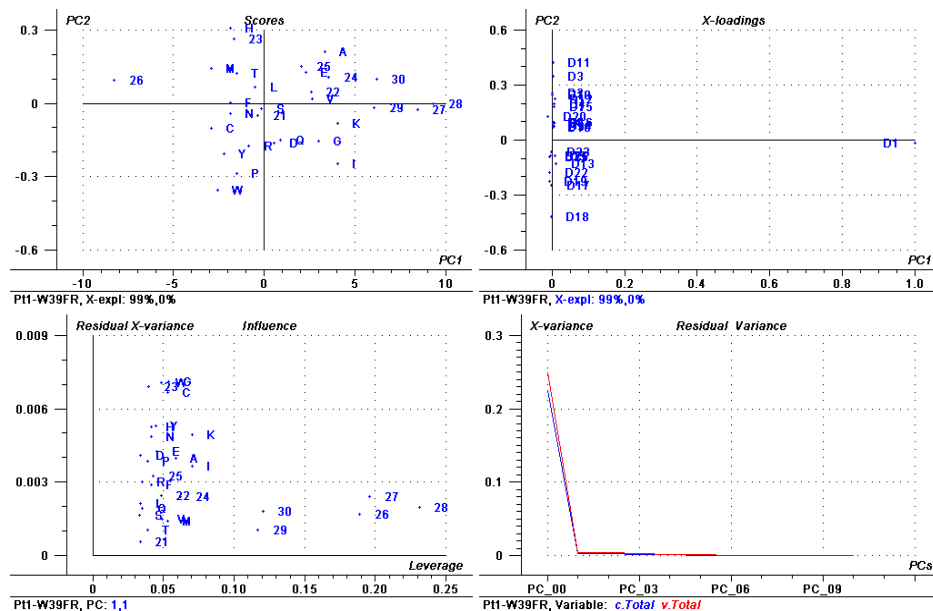 PC2 Scores
0.3
0
-0.3
-0.6
-10 -5 0 5 10
PC1
H
23
A
M
T
25
E
24
30
26
L
22
V
F
S
29
27
28
N
21
K
C
R
D
Q
G
Y
I
P
W
Pt1-W39FR, X-expl: 99%,0%
PC2 X-loadings
0.6
0.3
0
-0.3
-0.6
0 0.2 0.4 0.6 0.8 1.0
PC1
D11
D3
D15
D20
D1
D13
D22
D19
D17
D18
Pt1-W39FR, X-expl: 99%,0%
Residual X-variance Influence
0.009
0.006
0.003
0
0 0.05 0.10 0.15 0.20 0.25
Leverage
23
W
G
C
H
Y
N
K
D
P
E
A
I
25
R
F
22
24
27
L
Q
30
26
28
S
V
M
T
29
21
Pt1-W39FR, PC: 1,1
X-variance Residual Variance
0.3
0.2
0.1
0
PC_00 PC_03 PC_06 PC_09
PCs
Pt1-W39FR, Variable: c.Total v.Total